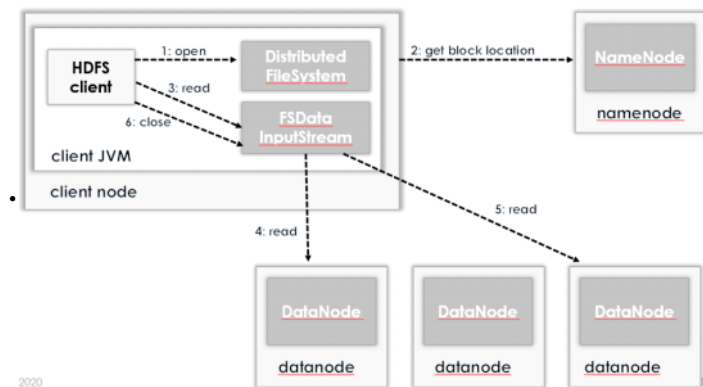 1: open
2: get block location
HDFS
client
Distributed
FileSystem
NameNode
3: read
6: close
FSData
InputStream
namenode
client JVM
client node
4: read
5: read
DataNode
DataNode
DataNode
datanode
datanode
datanode
2020